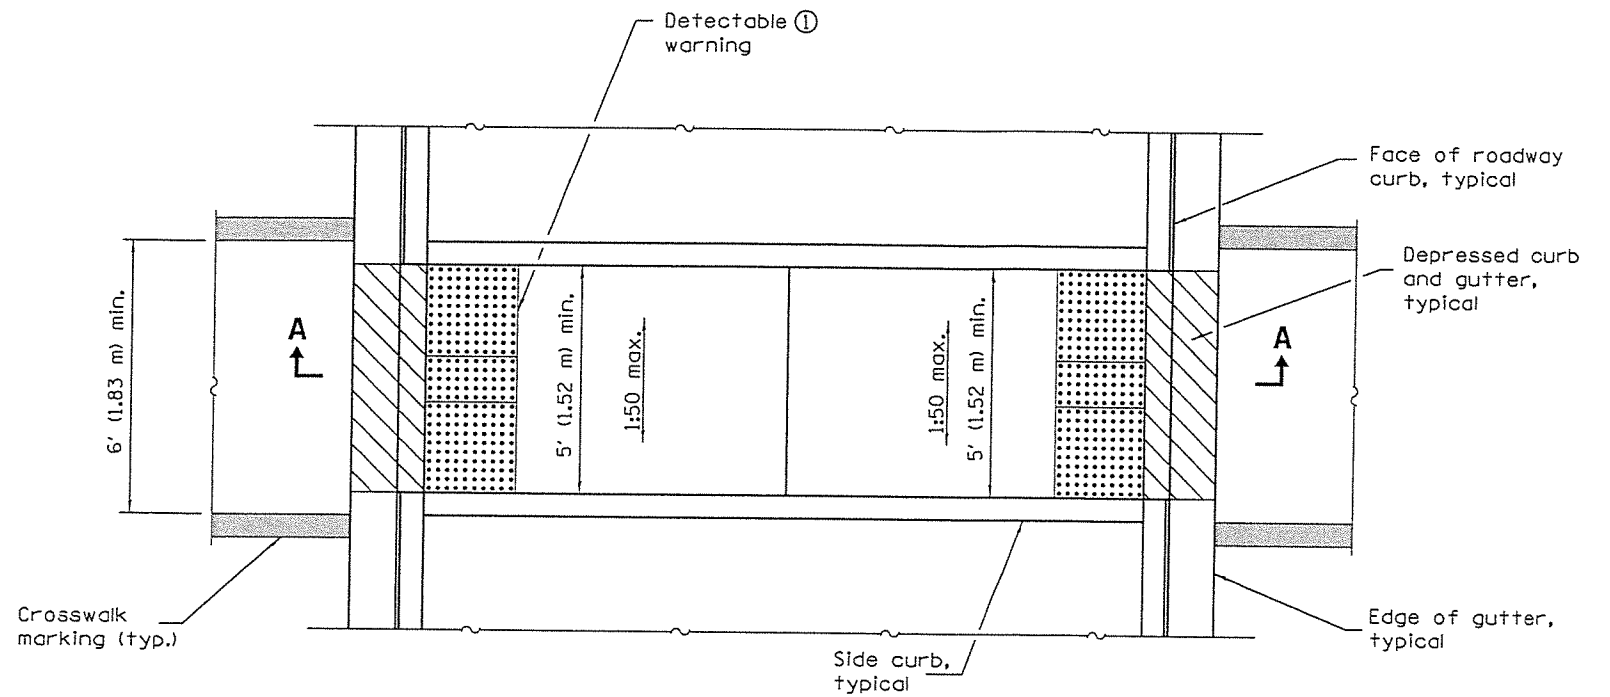 Detectable ①
warning
Face of roadway
curb, typical
Depressed curb
and gutter,
typical
6' (1.83 m) min.
A
5' (1.52 m) min.
1:50 max.
1:50 max.
5' (1.52 m) min.
A
Crosswalk
marking (typ.)
Side curb,
typical
Edge of gutter,
typical